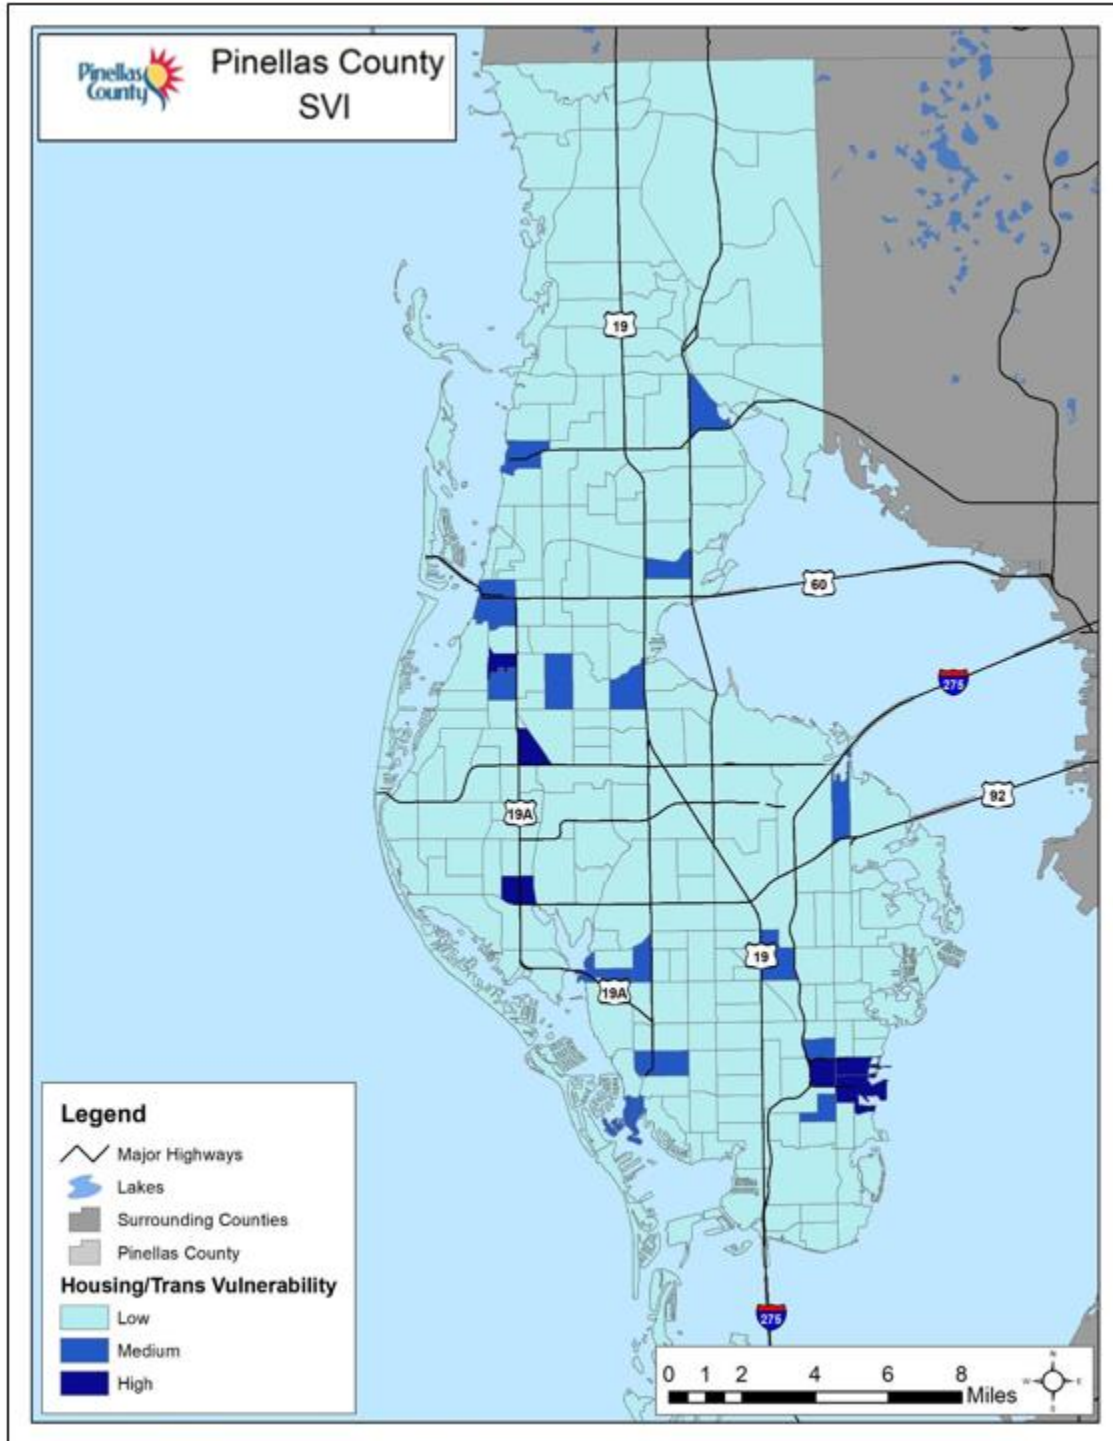 Pinellas
County
Pinellas County
SVI
19
60
275
92
19A
19
19A
275
Legend
Major Highways
Lakes
Surrounding Counties
Pinellas County
Housing/Trans Vulnerability
Low
Medium
High
0 1 2 4 6 8
Miles
N
W E
S